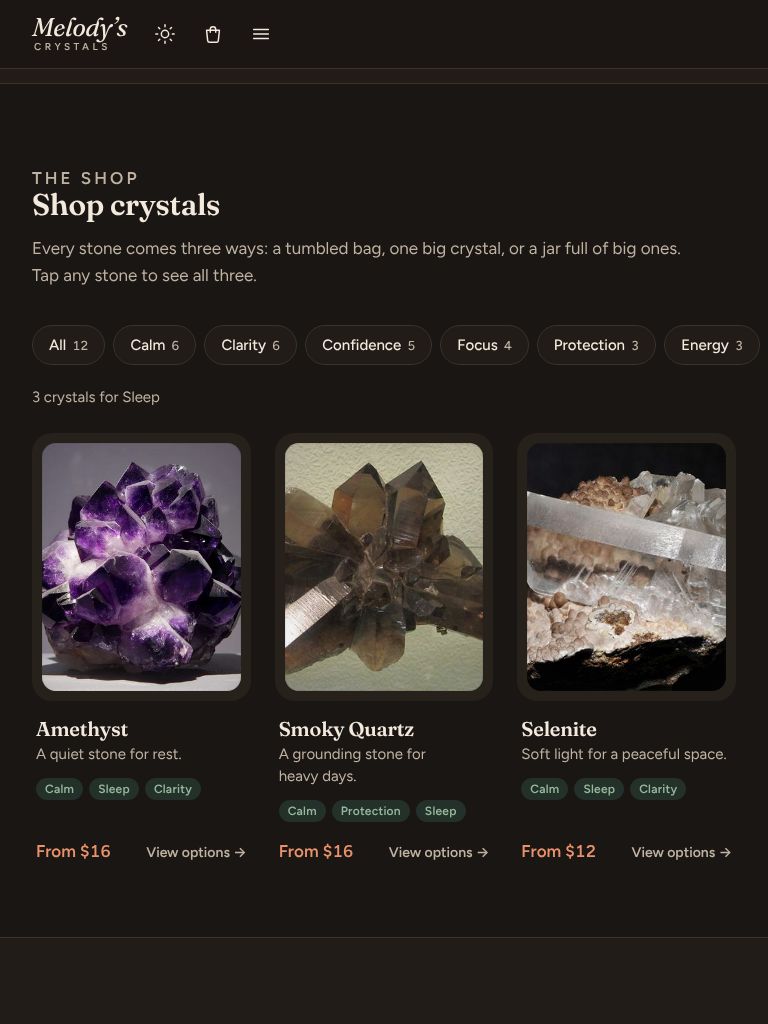 Melody's
CRYSTALS
THE SHOP
Shop crystals
Every stone comes three ways: a tumbled bag, one big crystal, or a jar full of big ones.
Tap any stone to see all three.
All 12
Calm 6
Clarity 6
Confidence 5
Focus 4
Protection 3
Energy 3
3 crystals for Sleep
Amethyst
A quiet stone for rest.
Calm
Sleep
Clarity
From $16
View options →
Smoky Quartz
A grounding stone for
heavy days.
Calm
Protection
Sleep
From $16
View options →
Selenite
Soft light for a peaceful space.
Calm
Sleep
Clarity
From $12
View options →